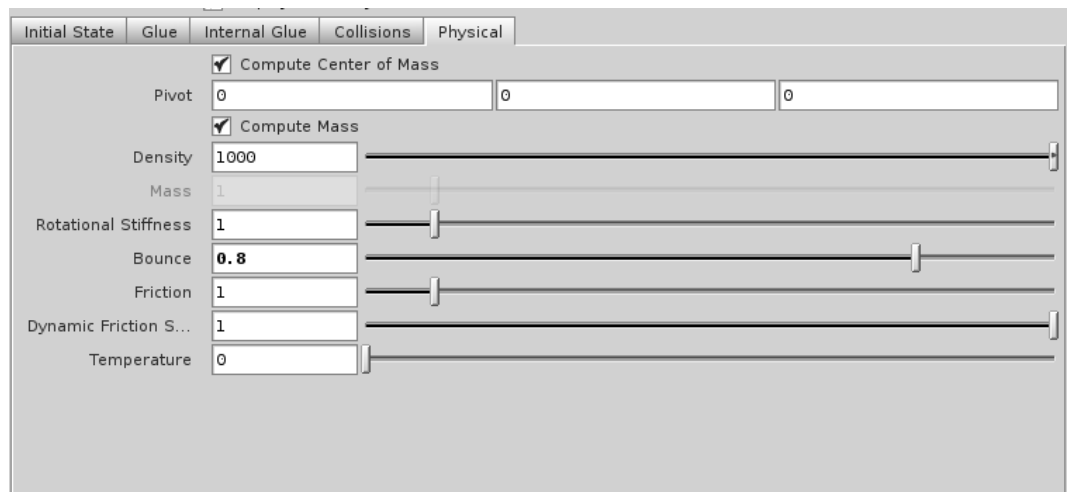 Initial State Glue Internal Glue Collisions Physical
Compute Center of Mass
Pivot 0 0 0
Compute Mass
Density 1000
Mass 1
Rotational Stiffness 1
Bounce 0.8
Friction 1
Dynamic Friction S... 1
Temperature 0